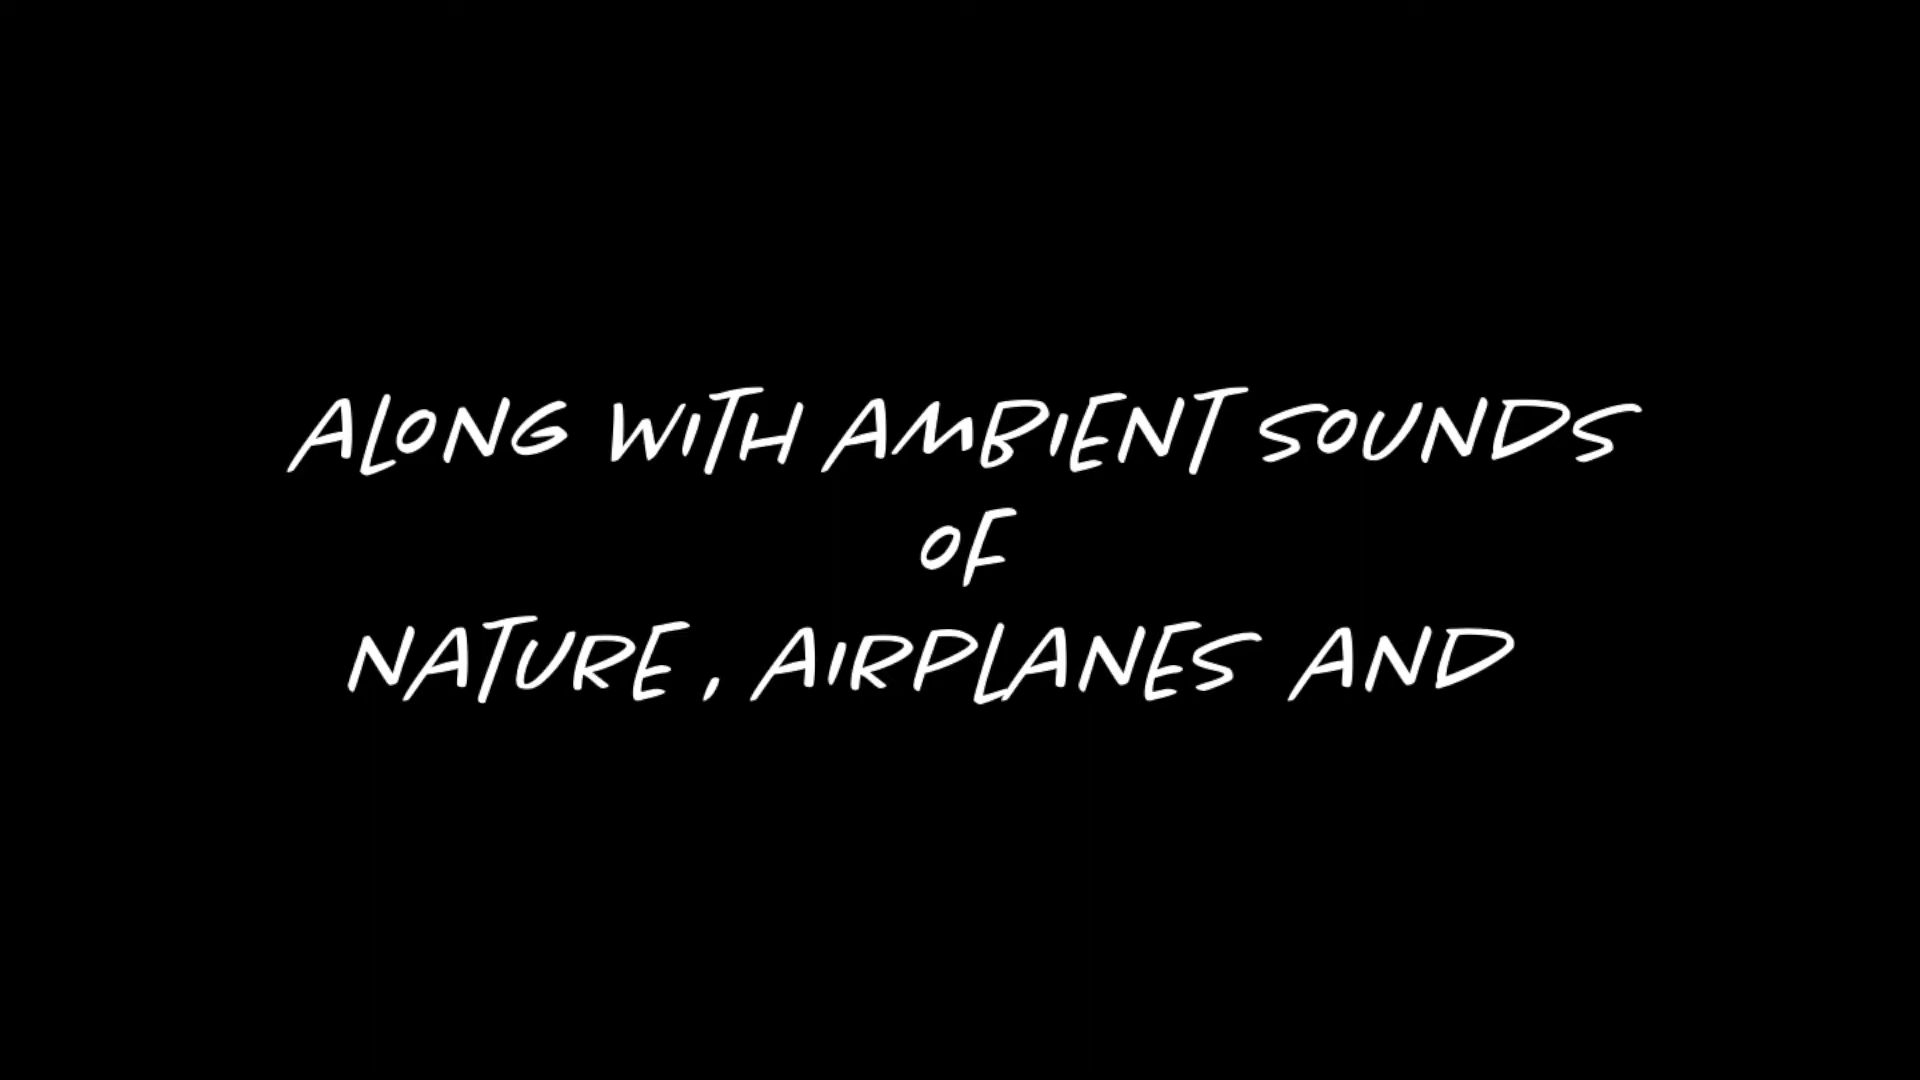 ALONG WITH AMBIENT SOUNDS
OF
NATURE , AIRPLANES AND